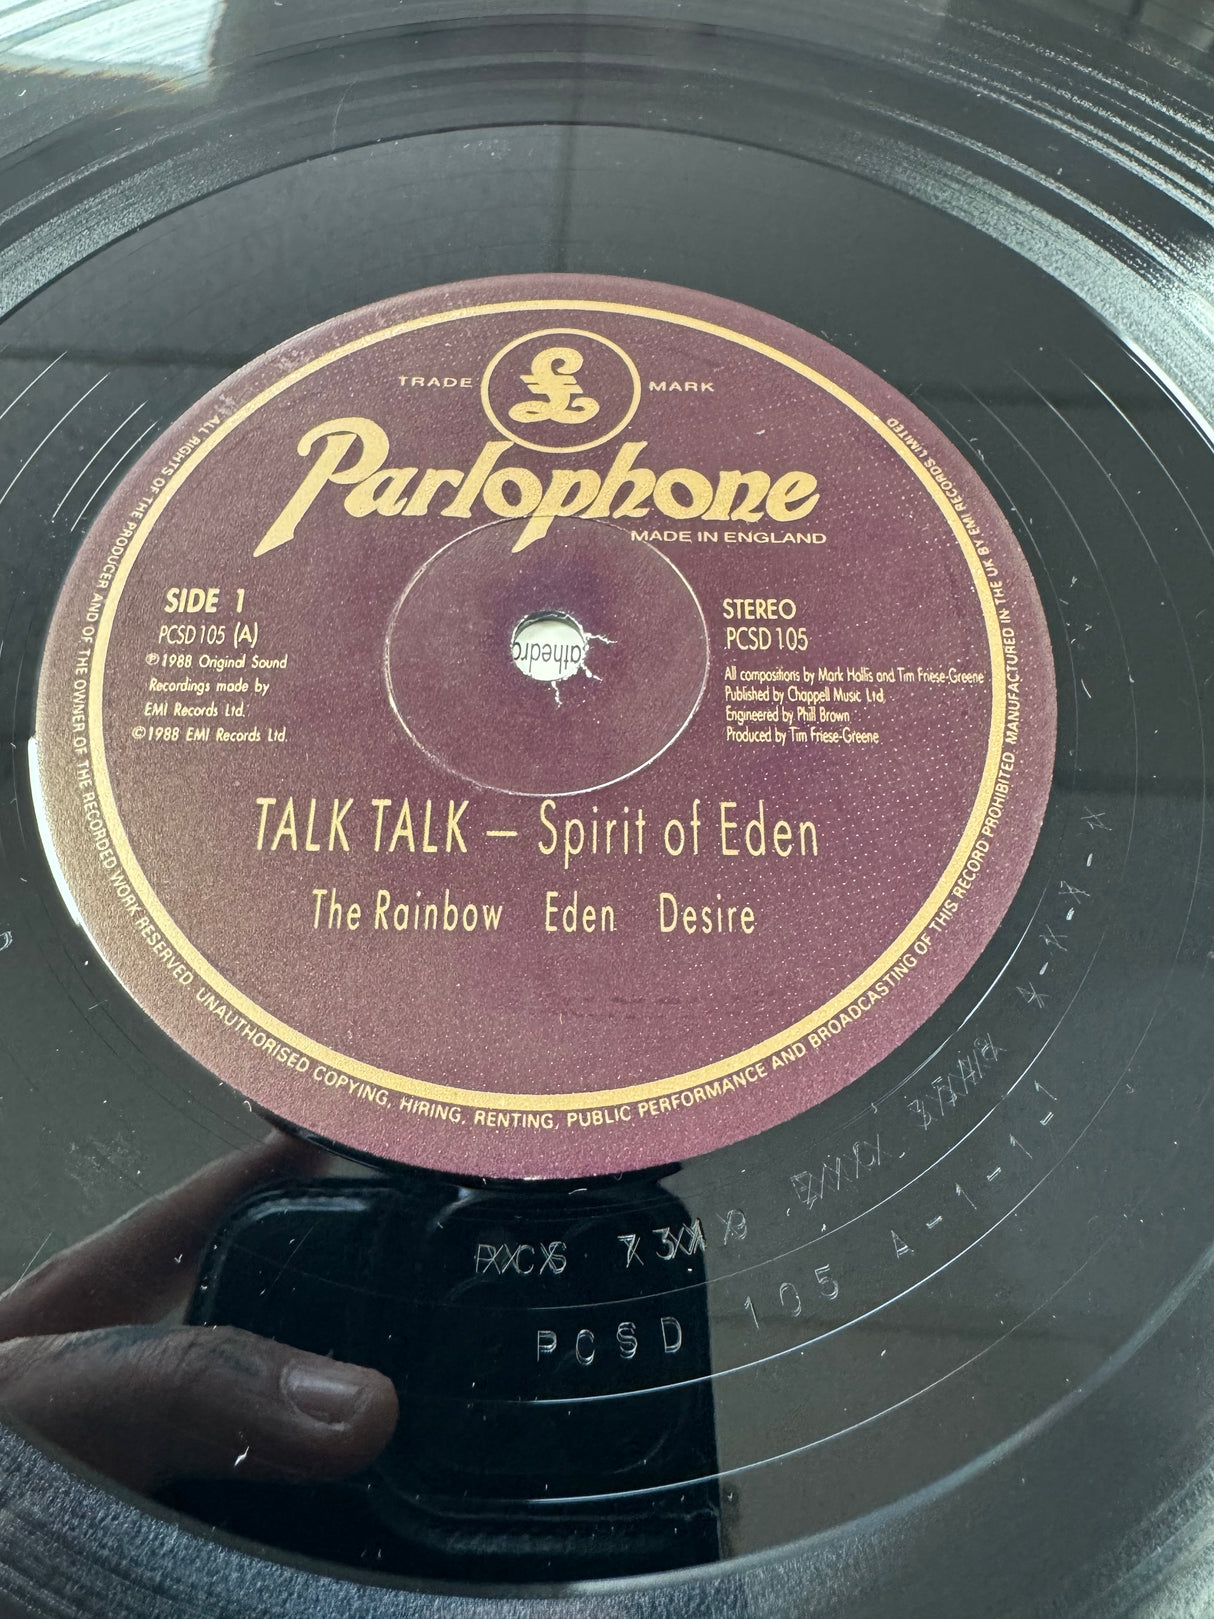 TRADE MARK
£
Parlophone
MADE IN ENGLAND
SIDE 1
PCSD 105 (A)
℗ 1988 Original Sound
Recordings made by
EMI Records Ltd.
© 1988 EMI Records Ltd.
STEREO
PCSD 105
All compositions by Mark Hollis and Tim Friese-Greene
Published by Chappell Music Ltd.
Engineered by Phill Brown
Produced by Tim Friese-Greene
athedr
TALK TALK – Spirit of Eden
The Rainbow Eden Desire
ALL RIGHTS OF THE PRODUCER AND OF THE OWNER OF THE RECORDED WORK RESERVED. UNAUTHORISED COPYING, HIRING, RENTING, PUBLIC PERFORMANCE AND BROADCASTING OF THIS RECORD PROHIBITED. MANUFACTURED IN THE UK BY EMI RECORDS LIMITED
PCSD 105 A-1-1-1